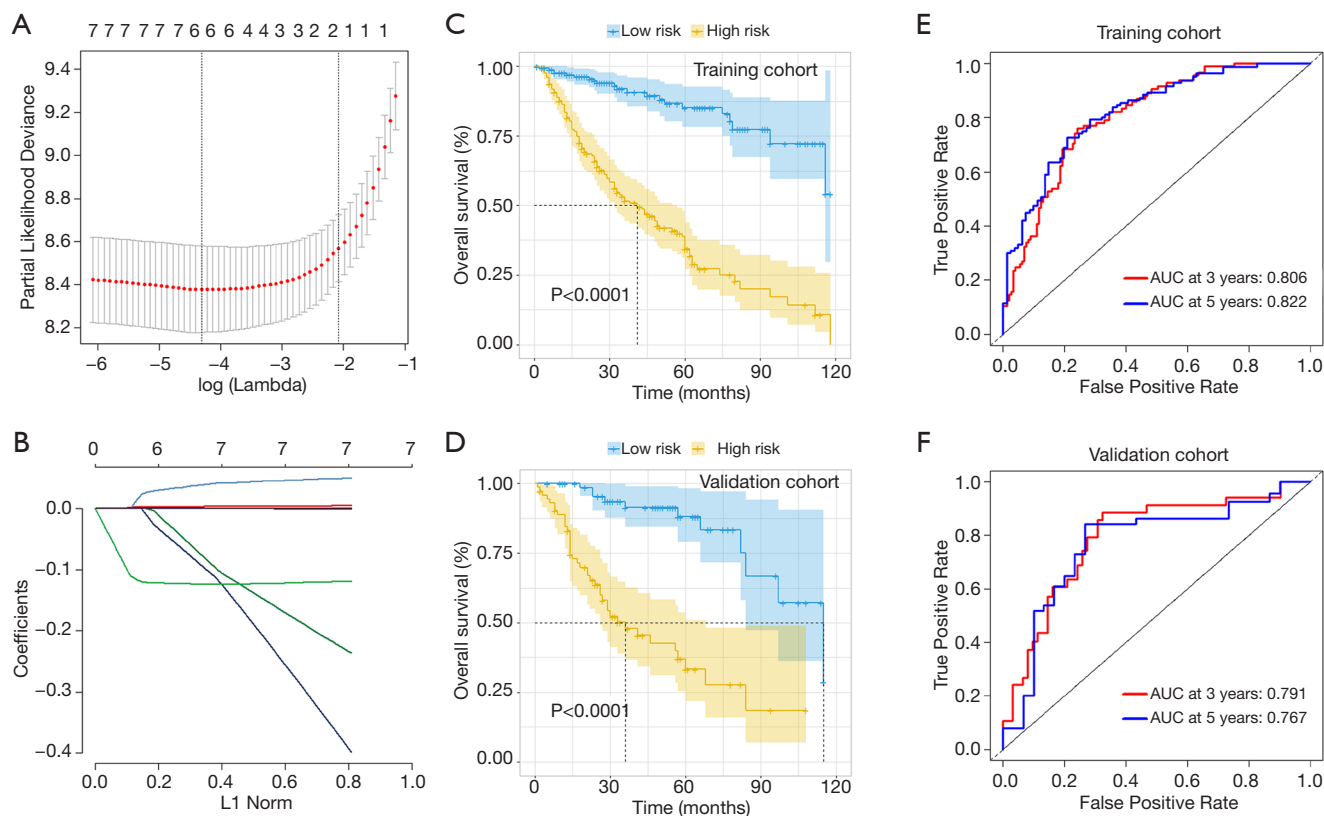 A
7 7 7 7 7 7 6 6 6 4 4 3 3 2 2 1 1 1
9.4
9.2
9.0
8.8
8.6
8.4
8.2
Partial Likelihood Deviance
−6 −5 −4 −3 −2 −1
log (Lambda)
B
0 6 7 7 7 7
0.0
−0.1
−0.2
−0.3
−0.4
Coefficients
0.0 0.2 0.4 0.6 0.8 1.0
L1 Norm
C
Low risk High risk
Training cohort
1.00
0.75
0.50
0.25
0.00
Overall survival (%)
P<0.0001
0 30 60 90 120
Time (months)
D
Low risk High risk
Validation cohort
1.00
0.75
0.50
0.25
0.00
Overall survival (%)
P<0.0001
0 30 60 90 120
Time (months)
E
Training cohort
1.0
0.8
0.6
0.4
0.2
0.0
True Positive Rate
AUC at 3 years: 0.806
AUC at 5 years: 0.822
0.0 0.2 0.4 0.6 0.8 1.0
False Positive Rate
F
Validation cohort
1.0
0.8
0.6
0.4
0.2
0.0
True Positive Rate
AUC at 3 years: 0.791
AUC at 5 years: 0.767
0.0 0.2 0.4 0.6 0.8 1.0
False Positive Rate